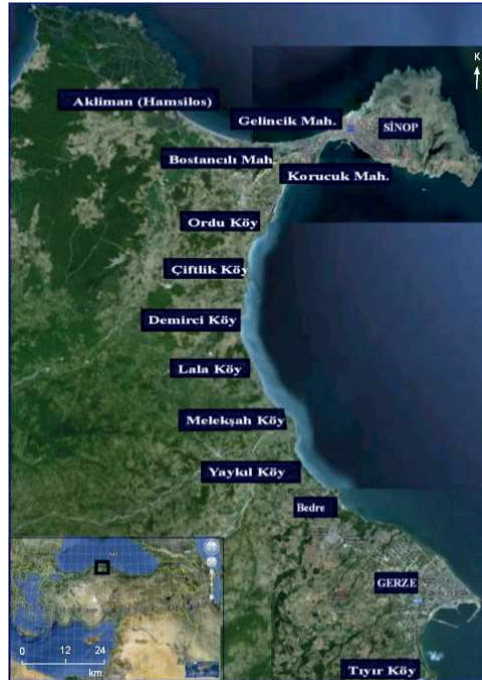 K
Akliman (Hamsilos)
Gelincik Mah.
SİNOP
Bostancılı Mah.
Korucuk Mah.
Ordu Köy
Çiftlik Köy
Demirci Köy
Lala Köy
Melekşah Köy
Yaykıl Köy
Bedre
GERZE
Tıyır Köy
0 12 24
km